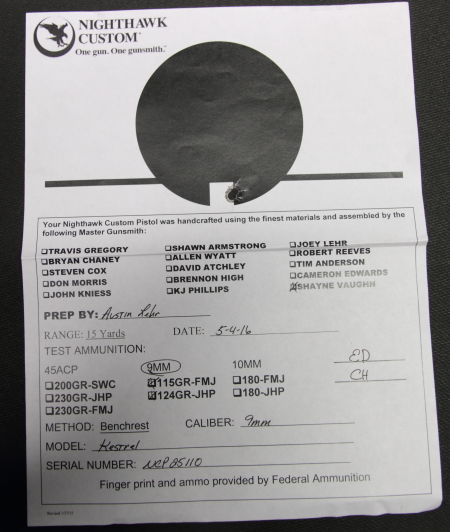 NIGHTHAWK
CUSTOM
One gun. One gunsmith.
Your Nighthawk Custom Pistol was handcrafted using the finest materials and assembled by the
following Master Gunsmith:
TRAVIS GREGORY SHAWN ARMSTRONG JOEY LEHR
BRYAN CHANEY ALLEN WYATT ROBERT REEVES
STEVEN COX DAVID ATCHLEY TIM ANDERSON
DON MORRIS BRENNON HIGH CAMERON EDWARDS
JOHN KNIESS KJ PHILLIPS SHAYNE VAUGHN
PREP BY: Austin Lehr
RANGE: 15 Yards DATE: 5-4-16
TEST AMMUNITION: ED
45ACP 9MM 10MM CH
200GR-SWC 115GR-FMJ 180-FMJ
230GR-JHP 124GR-JHP 180-JHP
230GR-FMJ
METHOD: Benchrest CALIBER: 9mm
MODEL: Kestrel
SERIAL NUMBER: NCP25110
Finger print and ammo provided by Federal Ammunition